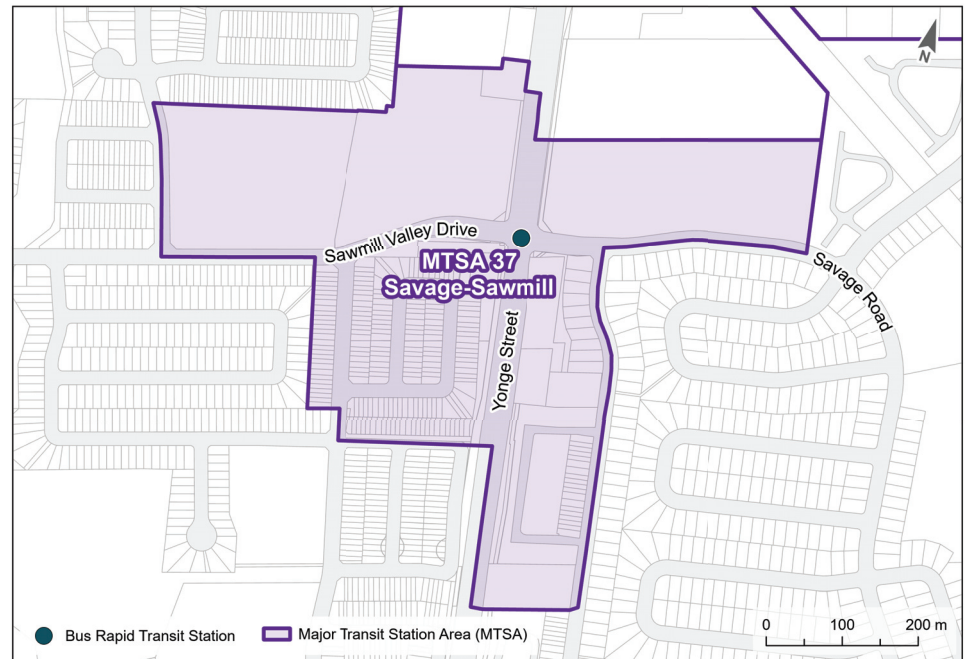 N
Sawmill Valley Drive
MTSA 37
Savage-Sawmill
Savage Road
Yonge Street
Bus Rapid Transit Station
Major Transit Station Area (MTSA)
0 100 200 m